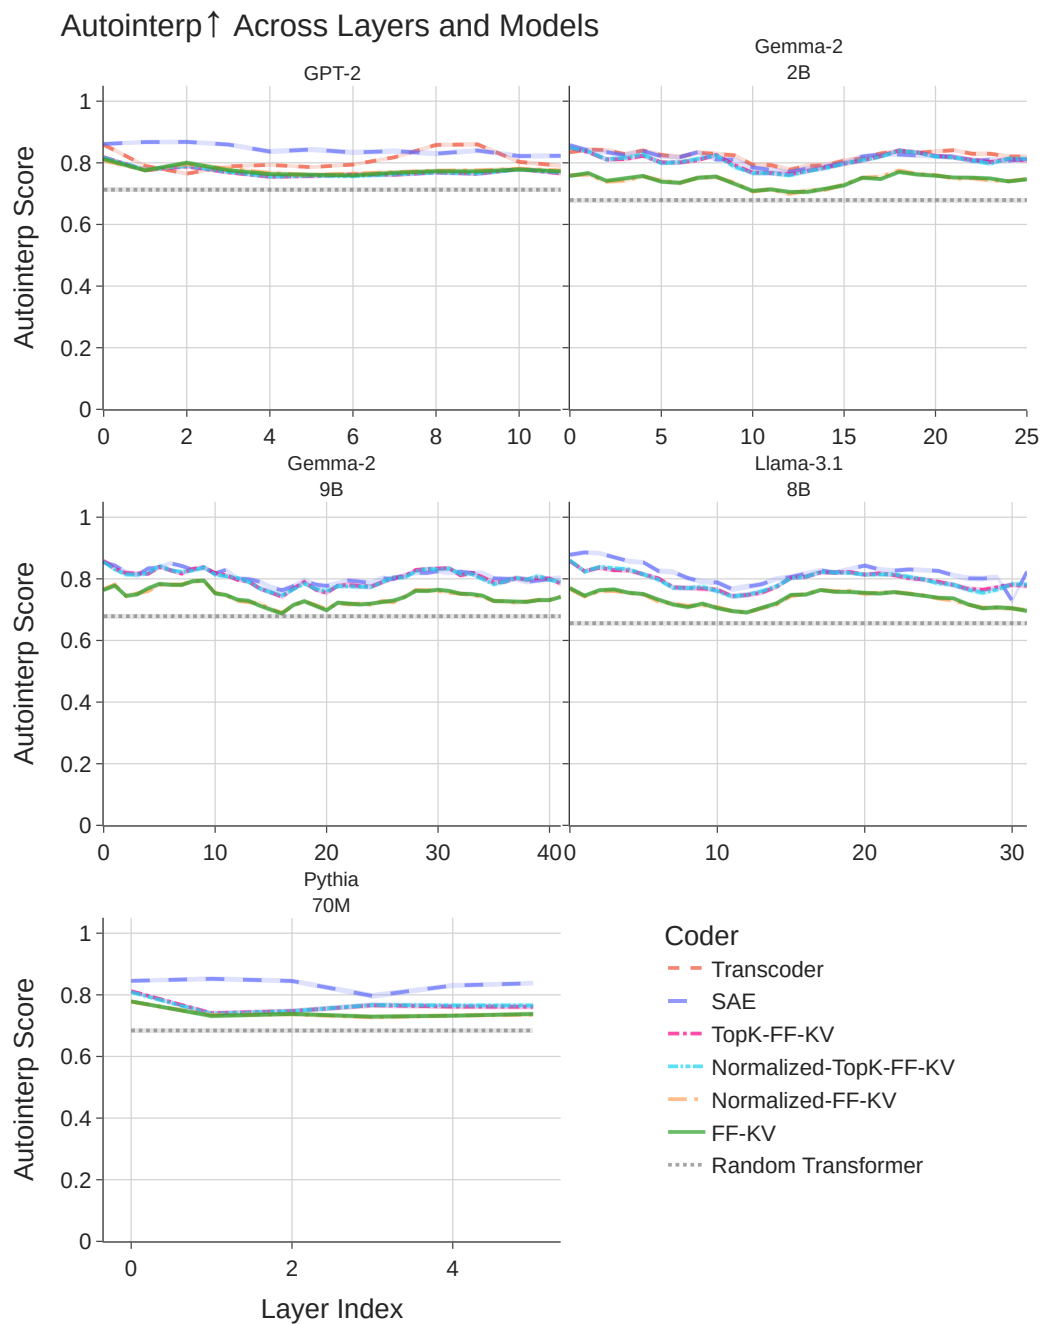 Autointerp↑ Across Layers and Models
GPT-2
Gemma-2
2B
Autointerp Score
1
0.8
0.6
0.4
0.2
0
0 2 4 6 8 10
0 5 10 15 20 25
Gemma-2
9B
Llama-3.1
8B
Autointerp Score
1
0.8
0.6
0.4
0.2
0
0 10 20 30 40
0 10 20 30
Pythia
70M
Autointerp Score
1
0.8
0.6
0.4
0.2
0
0 2 4
Layer Index
Coder
Transcoder
SAE
TopK-FF-KV
Normalized-TopK-FF-KV
Normalized-FF-KV
FF-KV
Random Transformer